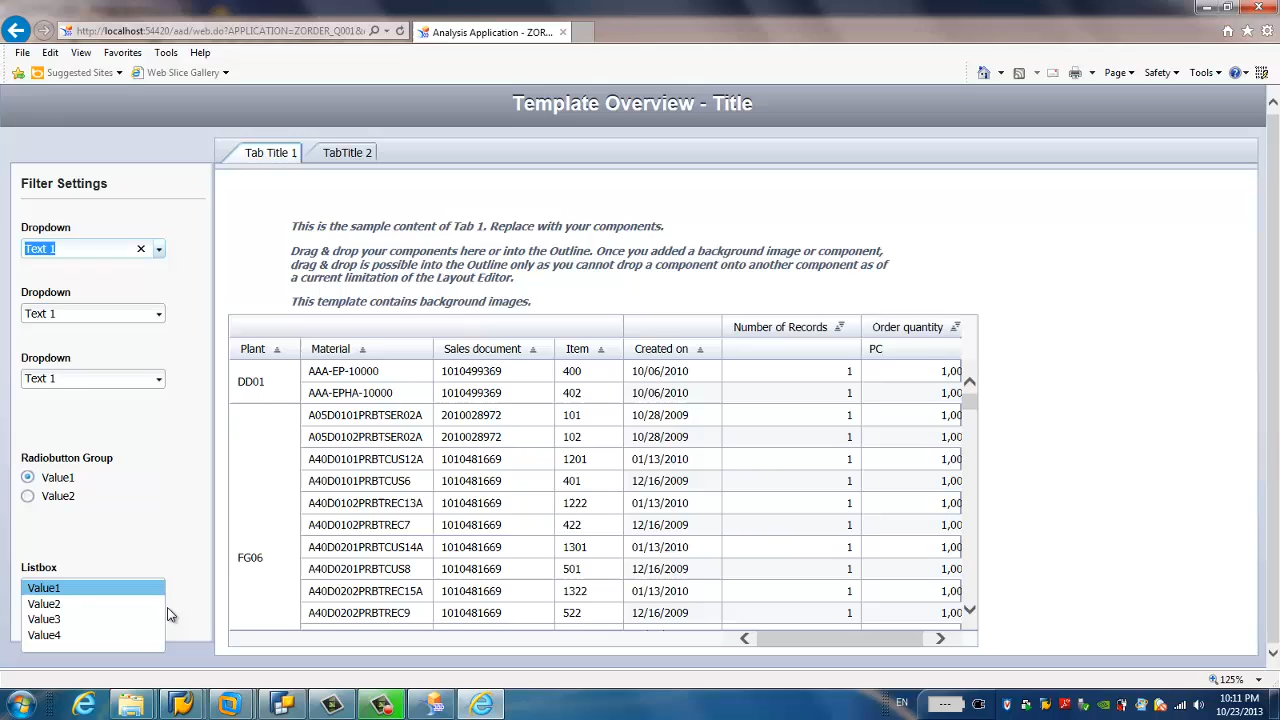 http://localhost:54420/aad/web.do?APPLICATION=ZORDER_Q001&
Analysis Application - ZOR...
File Edit View Favorites Tools Help
Suggested Sites
Web Slice Gallery
Page Safety Tools
Template Overview - Title
Tab Title 1 TabTitle 2
Filter Settings
Dropdown
Text 1
Dropdown
Text 1
Dropdown
Text 1
Radiobutton Group
Value1
Value2
Listbox
Value1
Value2
Value3
Value4
This is the sample content of Tab 1. Replace with your components.
Drag & drop your components here or into the Outline. Once you added a background image or component,
drag & drop is possible into the Outline only as you cannot drop a component onto another component as of
a current limitation of the Layout Editor.
This template contains background images.
Number of Records Order quantity
Plant Material Sales document Item Created on PC
DD01 AAA-EP-10000 1010499369 400 10/06/2010 1 1,00
AAA-EPHA-10000 1010499369 402 10/06/2010 1 1,00
FG06 A05D0101PRBTSER02A 2010028972 101 10/28/2009 1 1,00
A05D0102PRBTSER02A 2010028972 102 10/28/2009 1 1,00
A40D0101PRBTCUS12A 1010481669 1201 01/13/2010 1 1,00
A40D0101PRBTCUS6 1010481669 401 12/16/2009 1 1,00
A40D0102PRBTREC13A 1010481669 1222 01/13/2010 1 1,00
A40D0102PRBTREC7 1010481669 422 12/16/2009 1 1,00
A40D0201PRBTCUS14A 1010481669 1301 01/13/2010 1 1,00
A40D0201PRBTCUS8 1010481669 501 12/16/2009 1 1,00
A40D0202PRBTREC15A 1010481669 1322 01/13/2010 1 1,00
A40D0202PRBTREC9 1010481669 522 12/16/2009 1 1,00
125%
EN
10:11 PM
10/23/2013